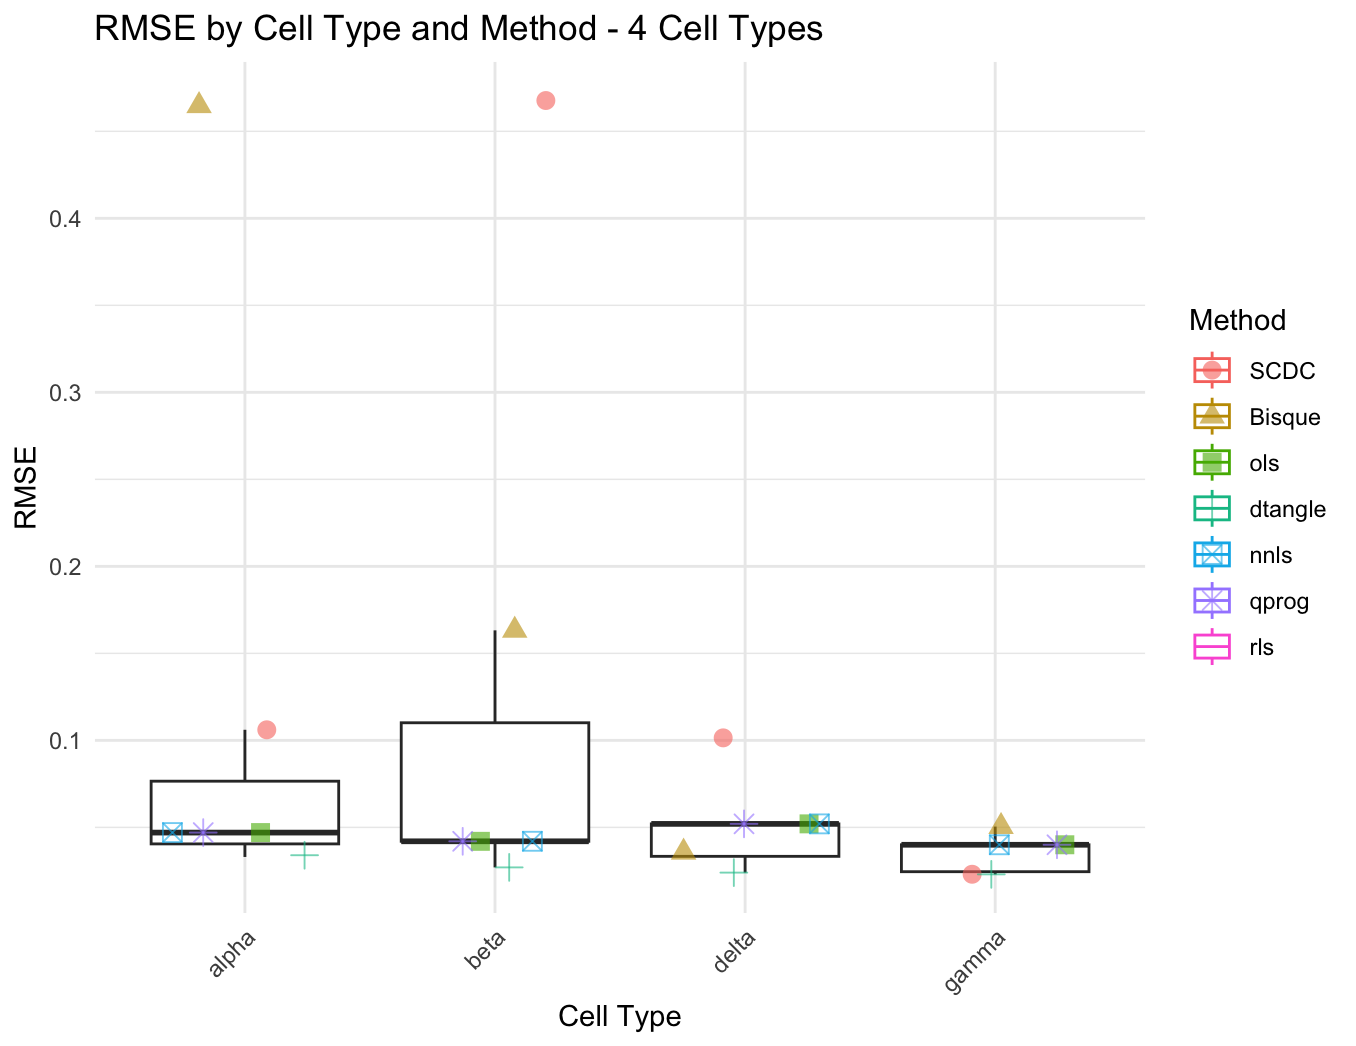 RMSE by Cell Type and Method - 4 Cell Types
RMSE
0.4
0.3
0.2
0.1
alpha
beta
delta
gamma
Cell Type
Method
SCDC
Bisque
ols
dtangle
nnls
qprog
rls